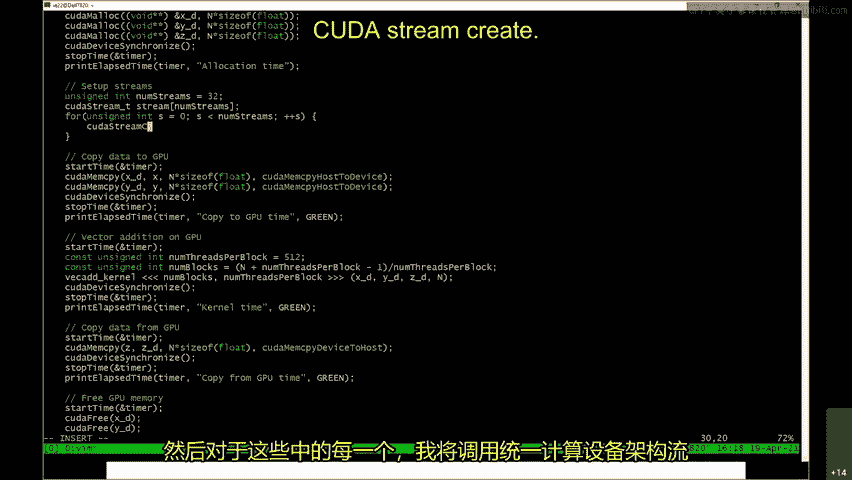 cudaMalloc((void**) &x_d, N*sizeof(float));
cudaMalloc((void**) &y_d, N*sizeof(float));
cudaMalloc((void**) &z_d, N*sizeof(float));
cudaDeviceSynchronize();
stopTime(&timer);
printElapsedTime(timer, "Allocation time");
CUDA stream create.
// Setup streams
unsigned int numStreams = 32;
cudaStream_t stream[numStreams];
for(unsigned int s = 0; s < numStreams; ++s) {
cudaStreamC
}
// Copy data to GPU
startTime(&timer);
cudaMemcpy(x_d, x, N*sizeof(float), cudaMemcpyHostToDevice);
cudaMemcpy(y_d, y, N*sizeof(float), cudaMemcpyHostToDevice);
cudaDeviceSynchronize();
stopTime(&timer);
printElapsedTime(timer, "Copy to GPU time", GREEN);
// Vector addition on GPU
startTime(&timer);
const unsigned int numThreadsPerBlock = 512;
const unsigned int numBlocks = (N + numThreadsPerBlock - 1)/numThreadsPerBlock;
vecadd_kernel <<< numBlocks, numThreadsPerBlock >>> (x_d, y_d, z_d, N);
cudaDeviceSynchronize();
stopTime(&timer);
printElapsedTime(timer, "Kernel time", GREEN);
// Copy data from GPU
startTime(&timer);
cudaMemcpy(z, z_d, N*sizeof(float), cudaMemcpyDeviceToHost);
cudaDeviceSynchronize();
stopTime(&timer);
printElapsedTime(timer, "Copy from GPU time", GREEN);
// Free GPU memory
startTime(&timer);
cudaFree(x_d);
cudaFree(y_d);
-- INSERT -- 30,20 72%
16:18 19-Apr-21
然后对于这些中的每一个，我将调用统一计算设备架构流
+14